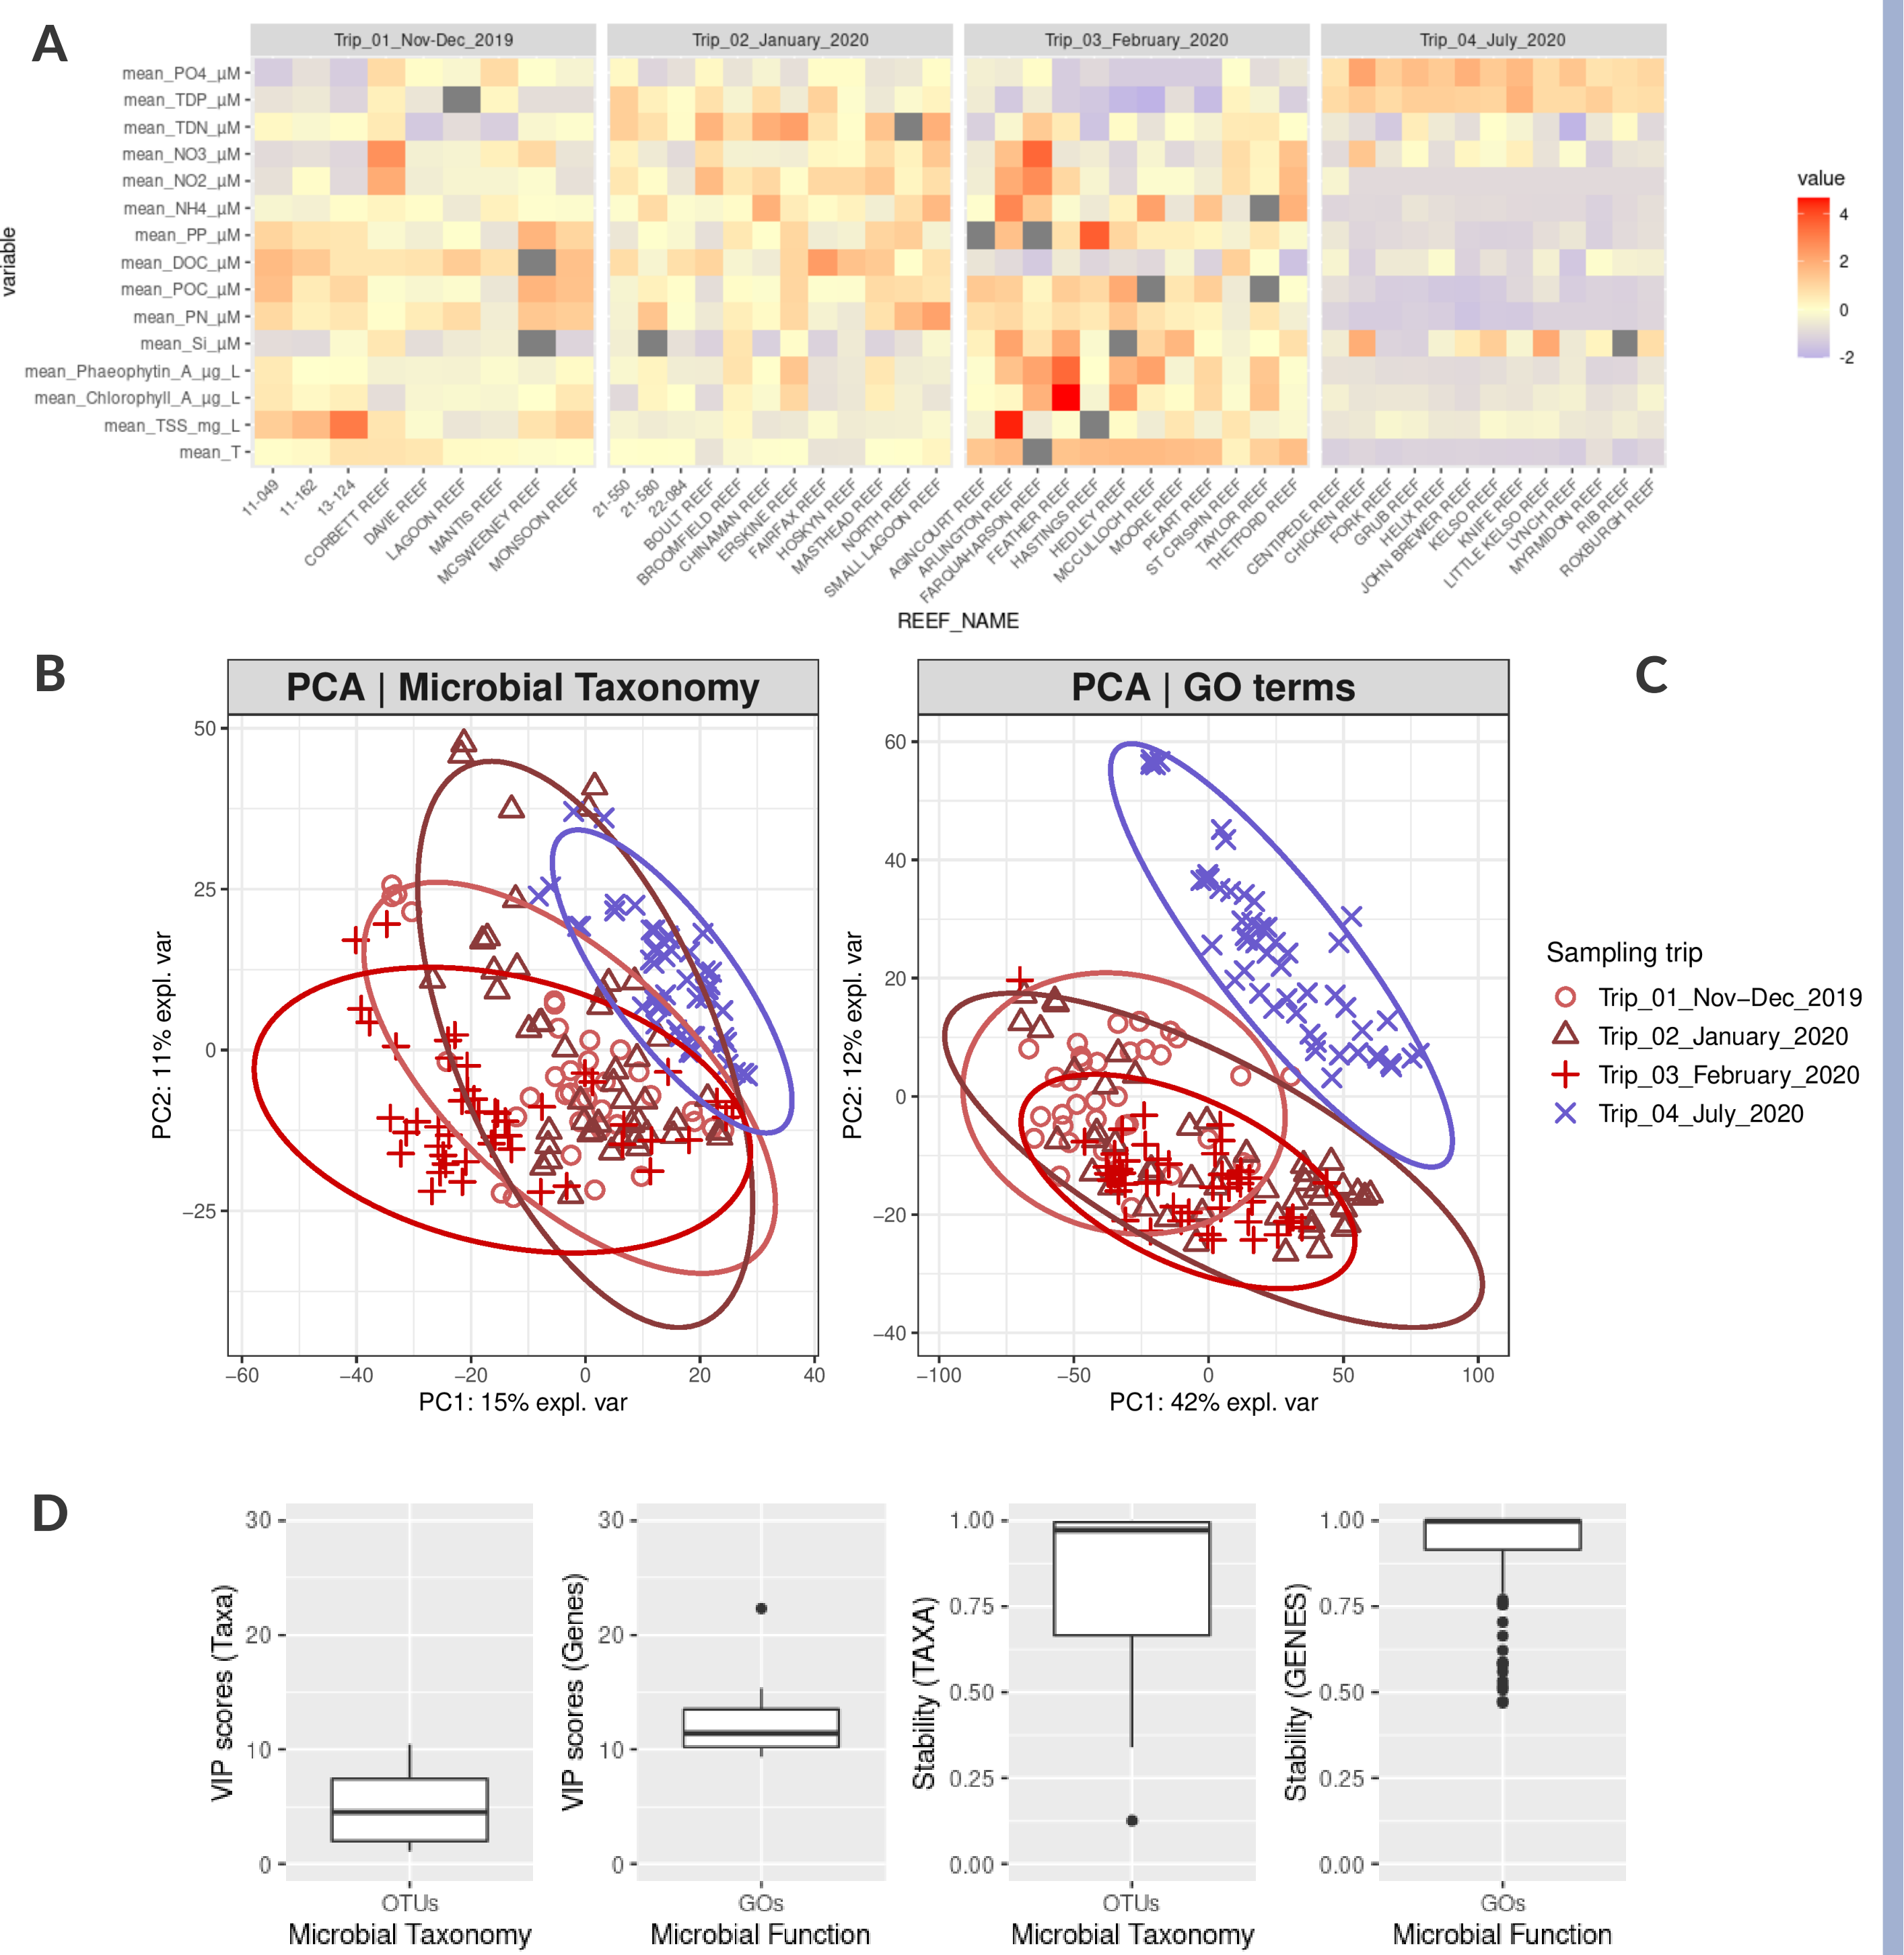 A
Trip_01_Nov-Dec_2019
Trip_02_January_2020
Trip_03_February_2020
Trip_04_July_2020
variable
mean_PO4_µM
mean_TDP_µM
mean_TDN_µM
mean_NO3_µM
mean_NO2_µM
mean_NH4_µM
mean_PP_µM
mean_DOC_µM
mean_POC_µM
mean_PN_µM
mean_Si_µM
mean_Phaeophytin_A_µg_L
mean_Chlorophyll_A_µg_L
mean_TSS_mg_L
mean_T
value
4
2
0
-2
11-049
11-162
13-124
CORBETT REEF
DAVIE REEF
LAGOON REEF
MANTIS REEF
MCSWEENEY REEF
MONSOON REEF
21-550
21-580
22-084
BOULT REEF
BROOMFIELD REEF
CHINAMAN REEF
ERSKINE REEF
FAIRFAX REEF
HOSKYN REEF
MASTHEAD REEF
NORTH REEF
SMALL LAGOON REEF
AGINCOURT REEF
ARLINGTON REEF
FARQUAHARSON REEF
FEATHER REEF
HASTINGS REEF
HEDLEY REEF
MCCULLOCH REEF
MOORE REEF
PEART REEF
ST CRISPIN REEF
TAYLOR REEF
THETFORD REEF
CENTIPEDE REEF
CHICKEN REEF
FORK REEF
GRUB REEF
HELIX REEF
JOHN BREWER REEF
KELSO REEF
KNIFE REEF
LITTLE KELSO REEF
LYNCH REEF
MYRMIDON REEF
RIB REEF
ROXBURGH REEF
REEF_NAME
B
PCA | Microbial Taxonomy
PC2: 11% expl. var
50
25
0
−25
−60
−40
−20
0
20
40
PC1: 15% expl. var
C
PCA | GO terms
PC2: 12% expl. var
60
40
20
0
−20
−40
−100
−50
0
50
100
PC1: 42% expl. var
Sampling trip
Trip_01_Nov−Dec_2019
Trip_02_January_2020
Trip_03_February_2020
Trip_04_July_2020
D
VIP scores (Taxa)
30
20
10
0
OTUs
Microbial Taxonomy
VIP scores (Genes)
30
20
10
0
GOs
Microbial Function
Stability (TAXA)
1.00
0.75
0.50
0.25
0.00
OTUs
Microbial Taxonomy
Stability (GENES)
1.00
0.75
0.50
0.25
0.00
GOs
Microbial Function